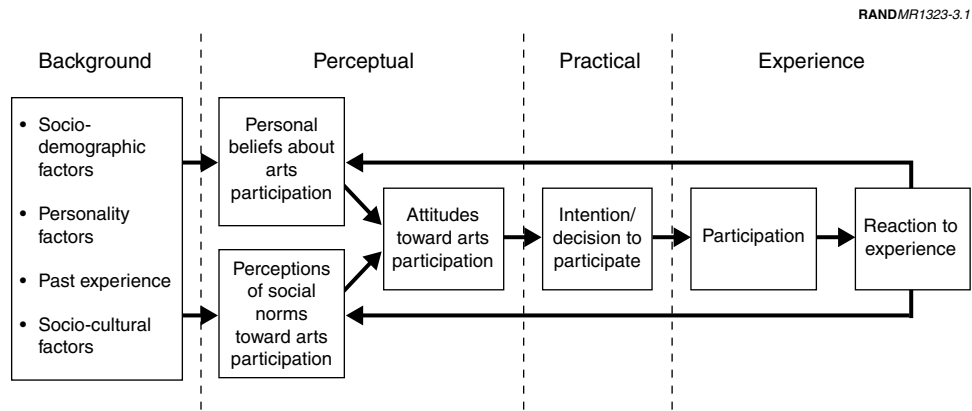 RANDMR1323-3.1
Background
Perceptual
Practical
Experience
• Socio-
demographic
factors
• Personality
factors
• Past experience
• Socio-cultural
factors
Personal
beliefs about
arts
participation
Perceptions
of social
norms
toward arts
participation
Attitudes
toward arts
participation
Intention/
decision to
participate
Participation
Reaction to
experience